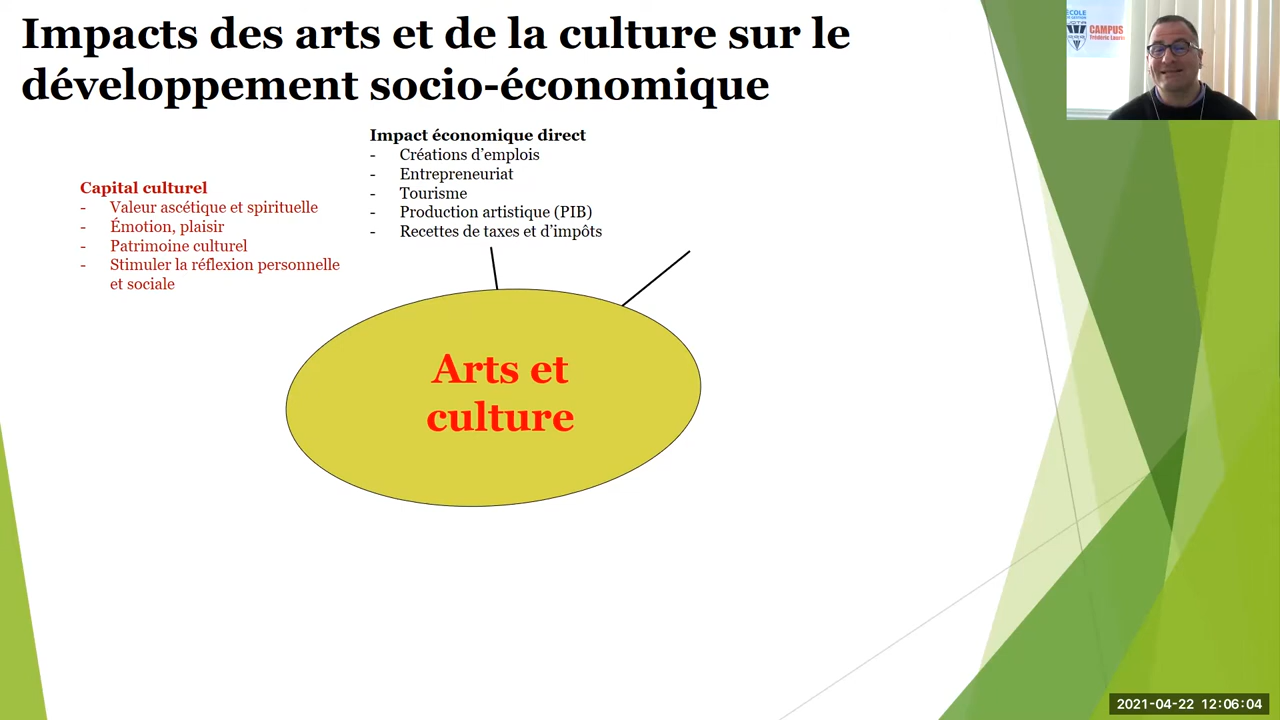 Impacts des arts et de la culture sur le
développement socio-économique
ÉCOLE
CAMPUS
Impact économique direct
- Créations d'emplois
- Entrepreneuriat
- Tourisme
- Production artistique (PIB)
- Recettes de taxes et d'impôts
Capital culturel
- Valeur ascétique et spirituelle
- Émotion, plaisir
- Patrimoine culturel
- Stimuler la réflexion personnelle
et sociale
Arts et
culture
2021-04-22 12:06:04